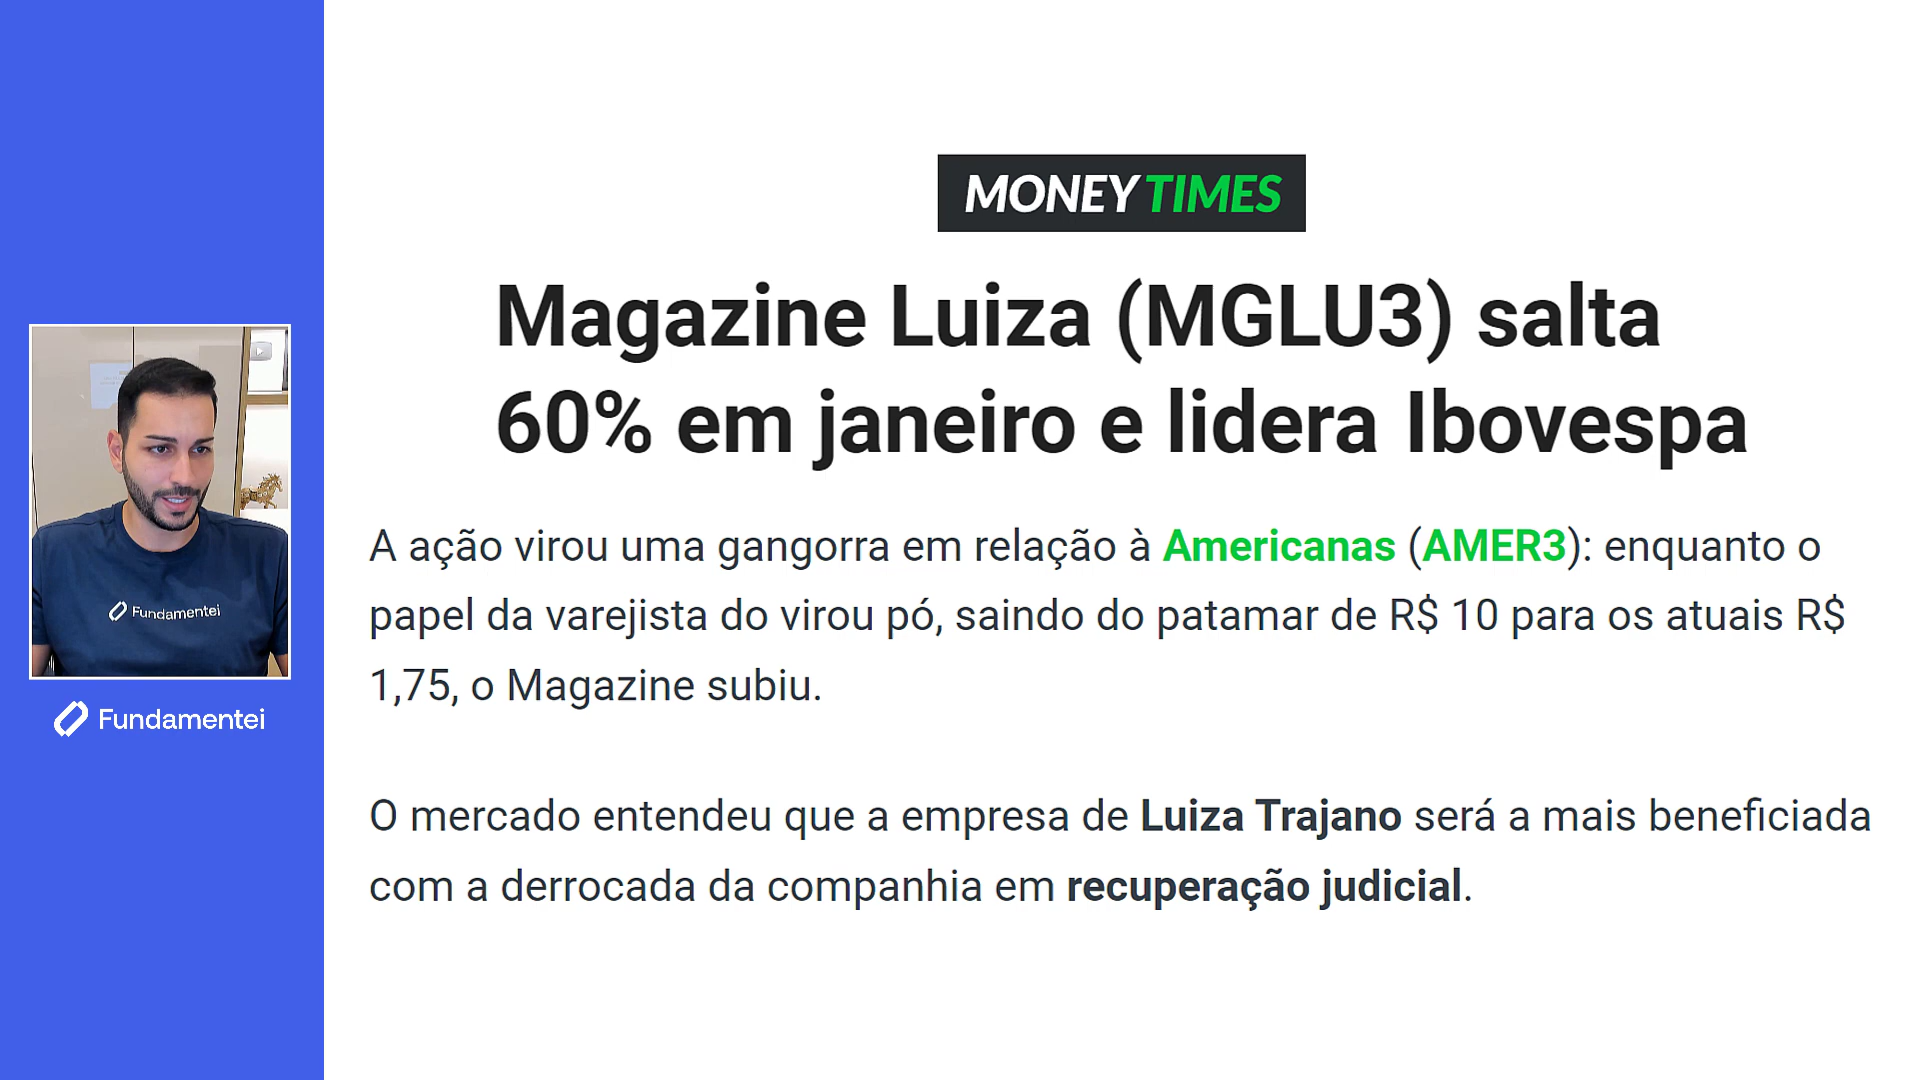 MONEY TIMES
Magazine Luiza (MGLU3) salta
60% em janeiro e lidera Ibovespa
A ação virou uma gangorra em relação à Americanas (AMER3): enquanto o
papel da varejista do virou pó, saindo do patamar de R$ 10 para os atuais R$
1,75, o Magazine subiu.
O mercado entendeu que a empresa de Luiza Trajano será a mais beneficiada
com a derrocada da companhia em recuperação judicial.
Fundamentei
Fundamentei